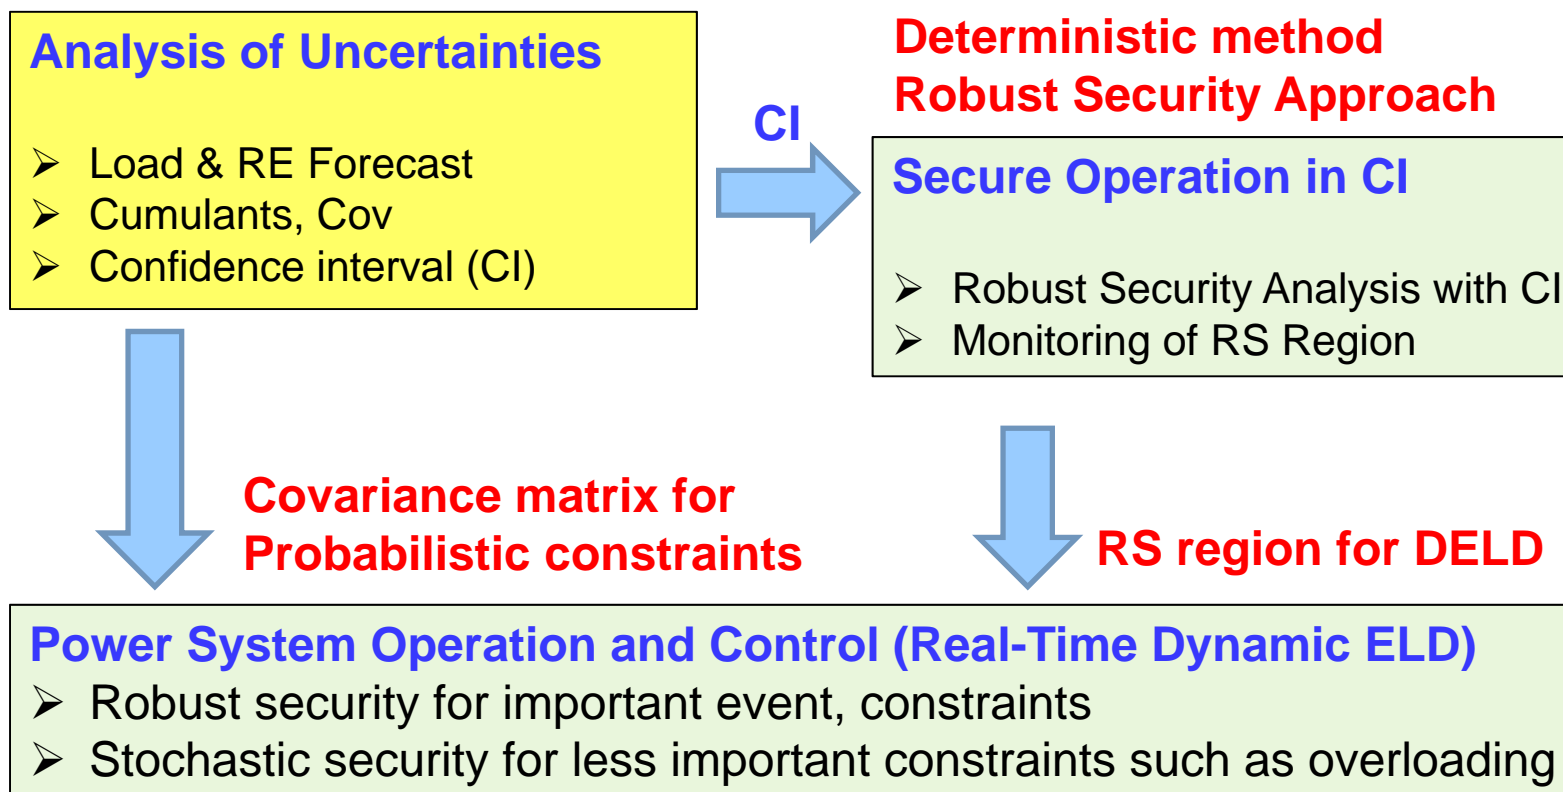 Analysis of Uncertainties
➢ Load & RE Forecast
➢ Cumulants, Cov
➢ Confidence interval (CI)
CI
Deterministic method
Robust Security Approach
Secure Operation in CI
➢ Robust Security Analysis with CI
➢ Monitoring of RS Region
Covariance matrix for
Probabilistic constraints
RS region for DELD
Power System Operation and Control (Real-Time Dynamic ELD)
➢ Robust security for important event, constraints
➢ Stochastic security for less important constraints such as overloading